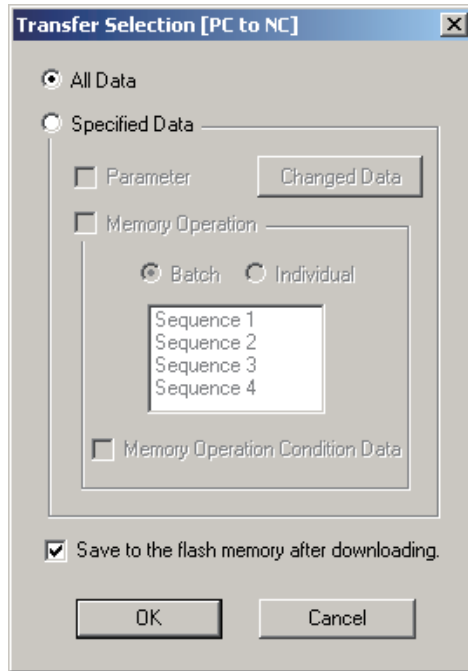 Transfer Selection [PC to NC]
All Data
Specified Data
Parameter
Changed Data
Memory Operation
Batch
Individual
Sequence 1
Sequence 2
Sequence 3
Sequence 4
Memory Operation Condition Data
Save to the flash memory after downloading.
OK
Cancel